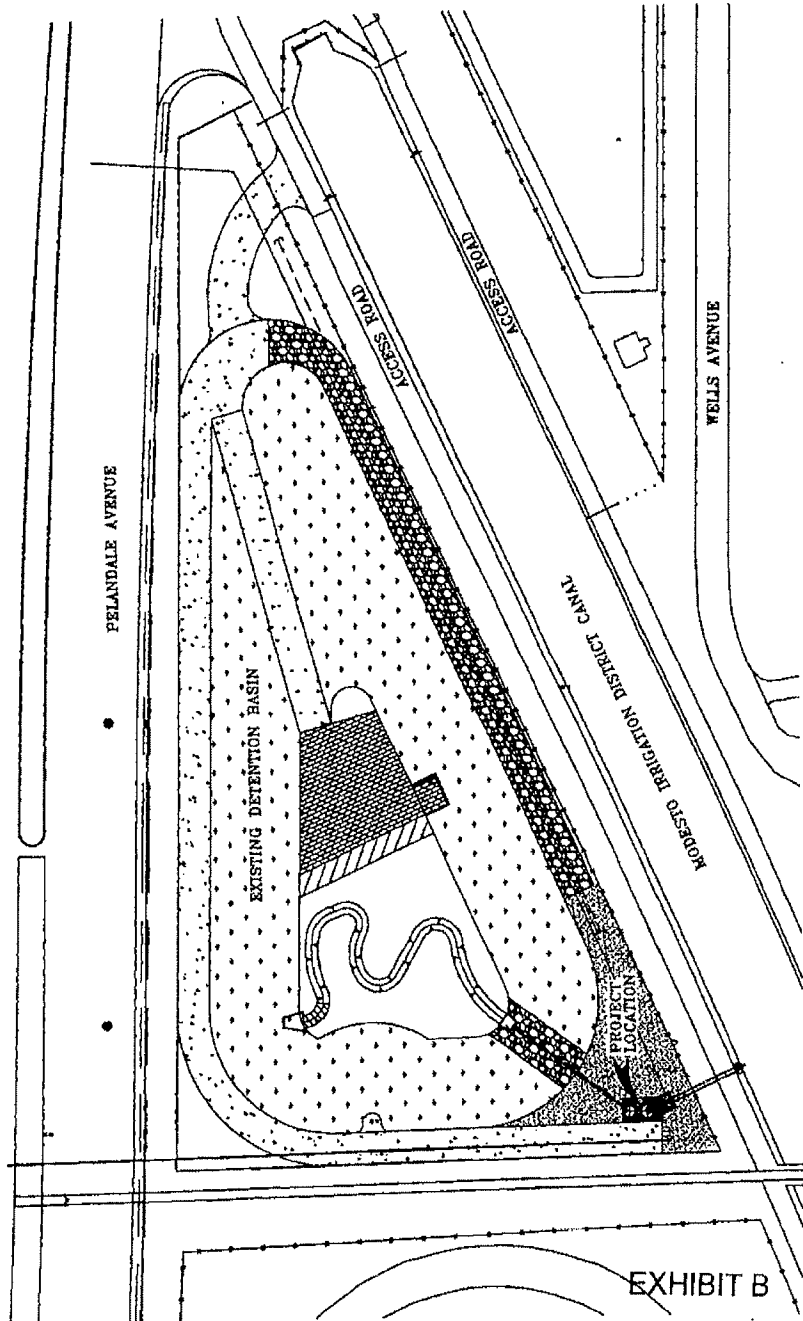 PELANDALE AVENUE
EXISTING DETENTION BASIN
ACCESS ROAD
ACCESS ROAD
MODESTO IRRIGATION DISTRICT CANAL
WELLS AVENUE
PROJECT
LOCATION
EXHIBIT B